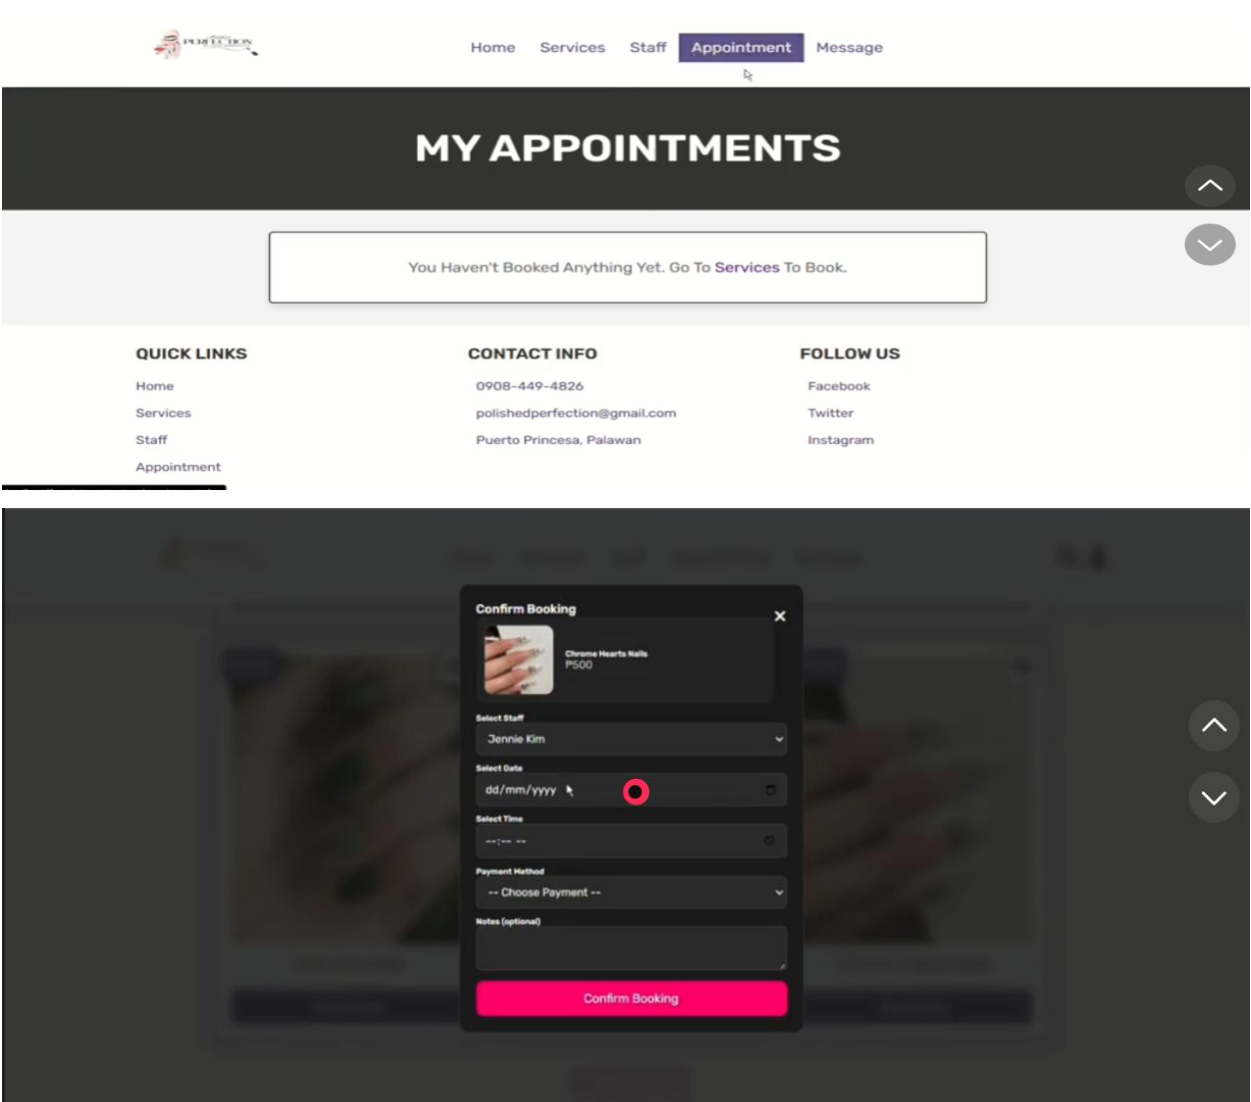 PERFECTION
Home Services Staff Appointment Message
MY APPOINTMENTS
You Haven't Booked Anything Yet. Go To Services To Book.
QUICK LINKS
Home
Services
Staff
Appointment
CONTACT INFO
0908-449-4826
polishedperfection@gmail.com
Puerto Princesa, Palawan
FOLLOW US
Facebook
Twitter
Instagram
Confirm Booking
Chrome Hearts Nails
₱500
Select Staff
Jennie Kim
Select Date
dd/mm/yyyy
Select Time
--:-- --
Payment Method
-- Choose Payment --
Notes (optional)
Confirm Booking